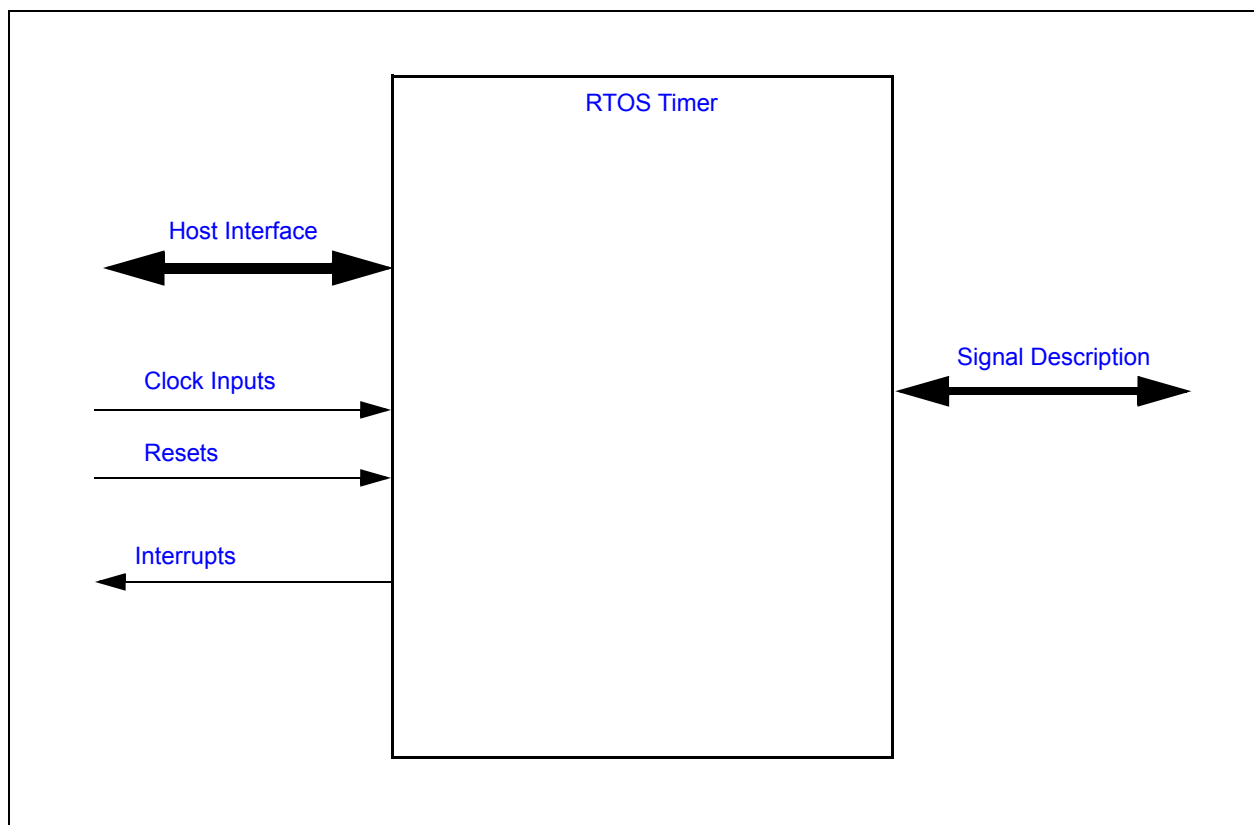 RTOS Timer
Host Interface
Clock Inputs
Signal Description
Resets
Interrupts